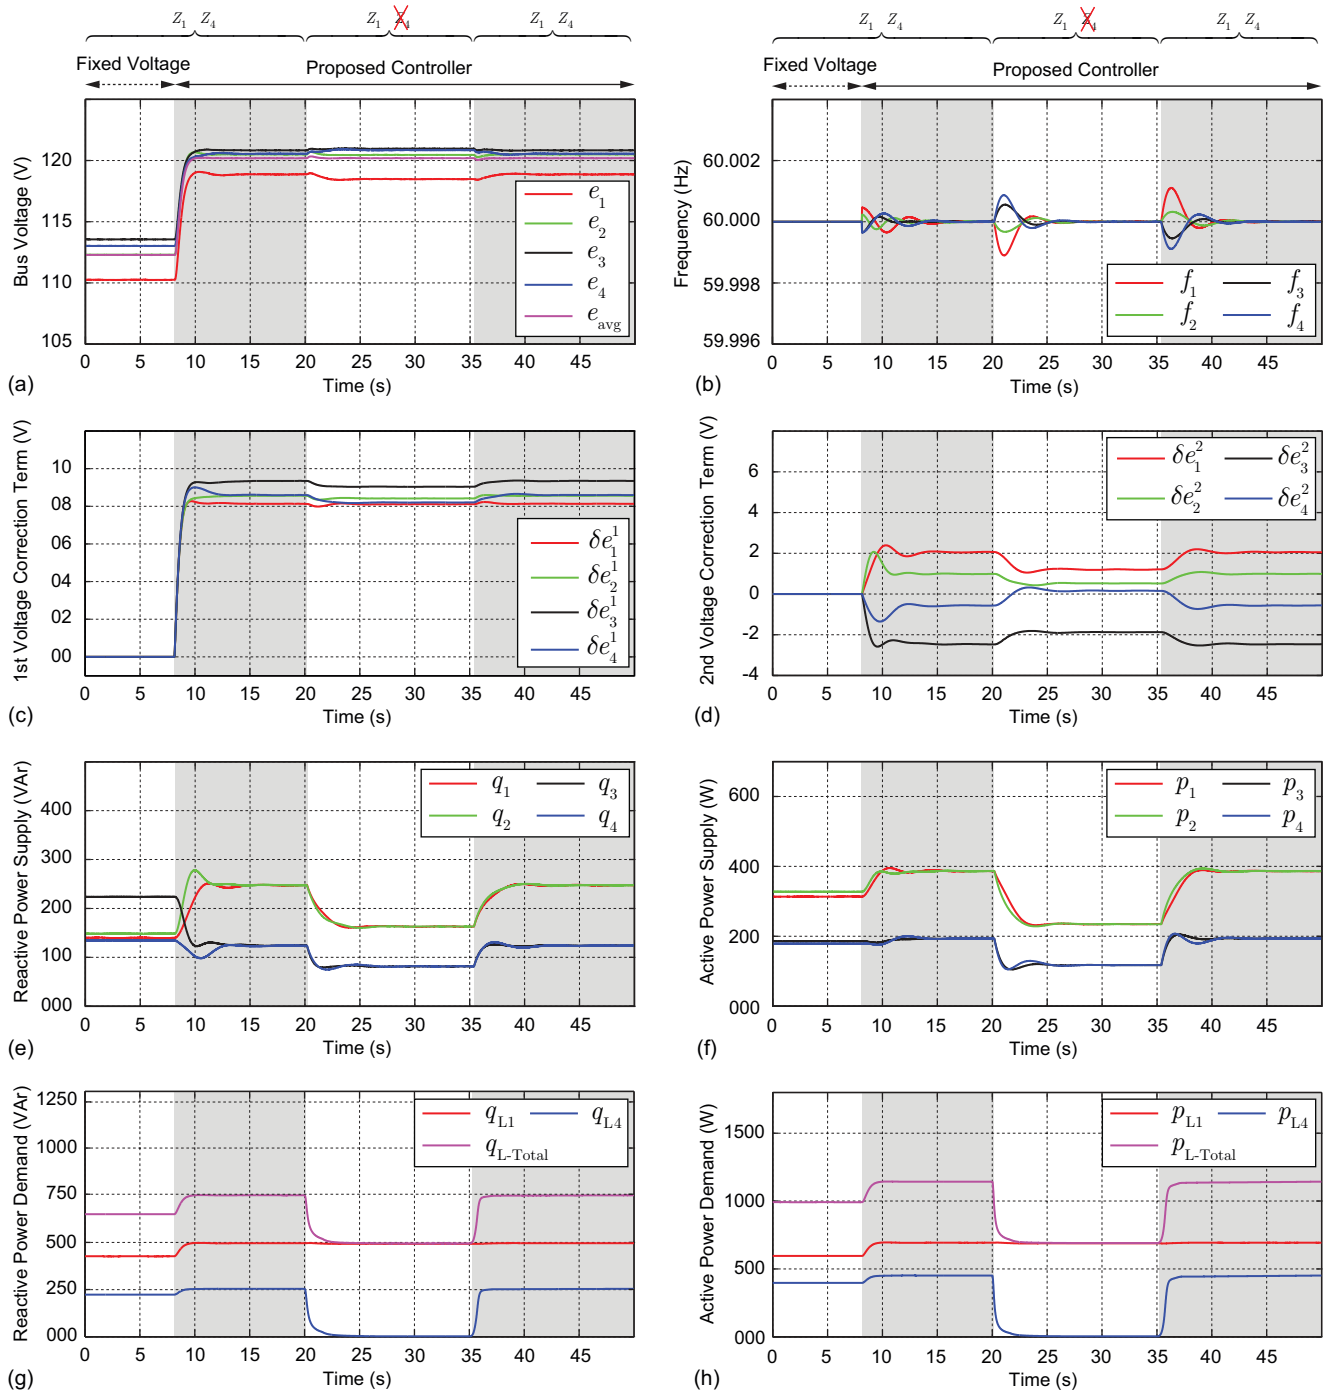 Z₁ Z₄ Z₁ Z₄ Z₁ Z₄
Fixed Voltage Proposed Controller
Bus Voltage (V)
120
115
110
105
e₁
e₂
e₃
e₄
e_avg
0 5 10 15 20 25 30 35 40 45
Time (s)
(a)
Z₁ Z₄ Z₁ Z₄ Z₁ Z₄
Fixed Voltage Proposed Controller
Frequency (Hz)
60.002
60.000
59.998
59.996
f₁ f₃
f₂ f₄
0 5 10 15 20 25 30 35 40 45
Time (s)
(b)
1st Voltage Correction Term (V)
10
08
06
04
02
00
δe₁¹
δe₂¹
δe₃¹
δe₄¹
0 5 10 15 20 25 30 35 40 45
Time (s)
(c)
2nd Voltage Correction Term (V)
6
4
2
0
-2
-4
δe₁² δe₃²
δe₂² δe₄²
0 5 10 15 20 25 30 35 40 45
Time (s)
(d)
Reactive Power Supply (VAr)
400
300
200
100
000
q₁ q₃
q₂ q₄
0 5 10 15 20 25 30 35 40 45
Time (s)
(e)
Active Power Supply (W)
600
400
200
000
p₁ p₃
p₂ p₄
0 5 10 15 20 25 30 35 40 45
Time (s)
(f)
Reactive Power Demand (VAr)
1250
1000
750
500
250
000
q_L1 q_L4
q_L-Total
0 5 10 15 20 25 30 35 40 45
Time (s)
(g)
Active Power Demand (W)
1500
1000
500
000
p_L1 p_L4
p_L-Total
0 5 10 15 20 25 30 35 40 45
Time (s)
(h)